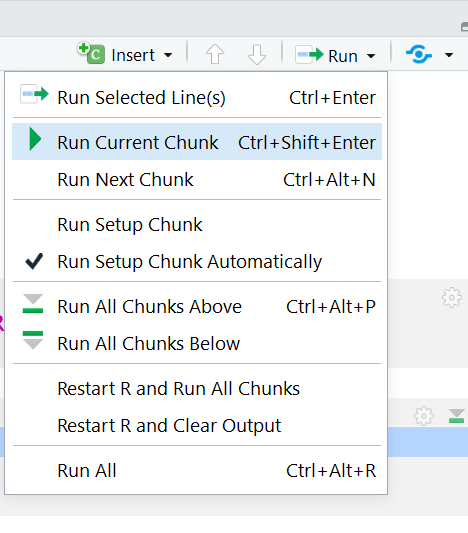 C Insert Run
Run Selected Line(s) Ctrl+Enter
Run Current Chunk Ctrl+Shift+Enter
Run Next Chunk Ctrl+Alt+N
Run Setup Chunk
Run Setup Chunk Automatically
Run All Chunks Above Ctrl+Alt+P
Run All Chunks Below
Restart R and Run All Chunks
Restart R and Clear Output
Run All Ctrl+Alt+R